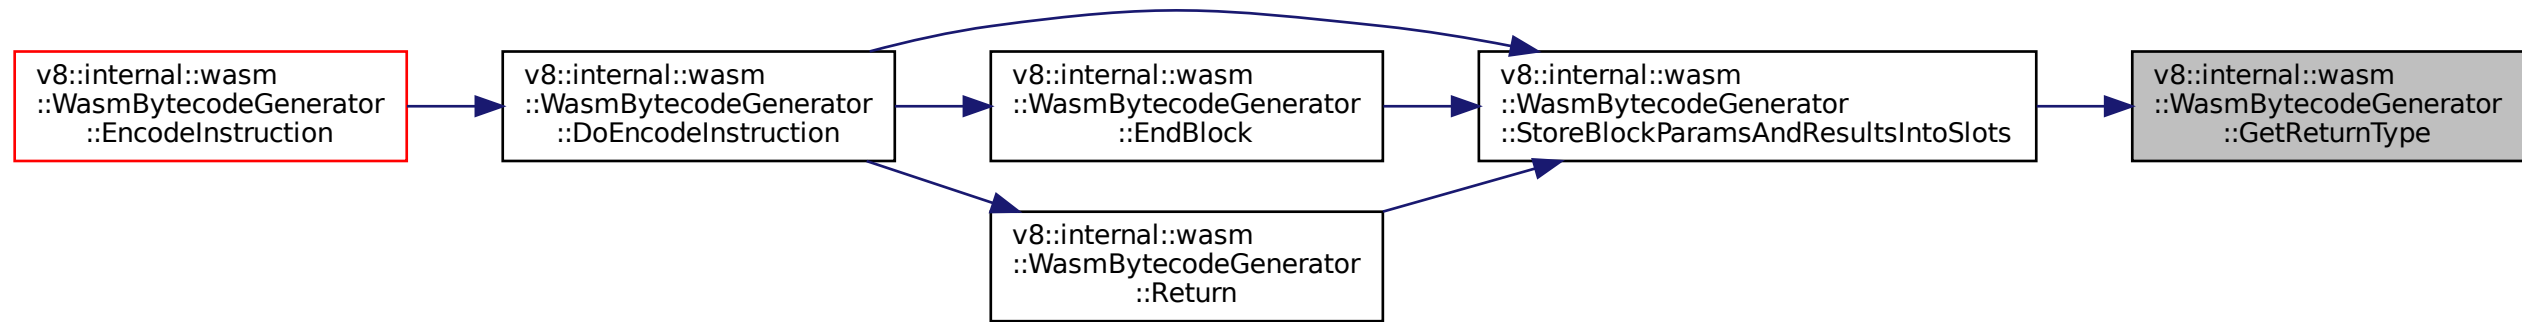 v8::internal::wasm
::WasmBytecodeGenerator
::EncodeInstruction
v8::internal::wasm
::WasmBytecodeGenerator
::DoEncodeInstruction
v8::internal::wasm
::WasmBytecodeGenerator
::EndBlock
v8::internal::wasm
::WasmBytecodeGenerator
::StoreBlockParamsAndResultsIntoSlots
v8::internal::wasm
::WasmBytecodeGenerator
::GetReturnType
v8::internal::wasm
::WasmBytecodeGenerator
::Return